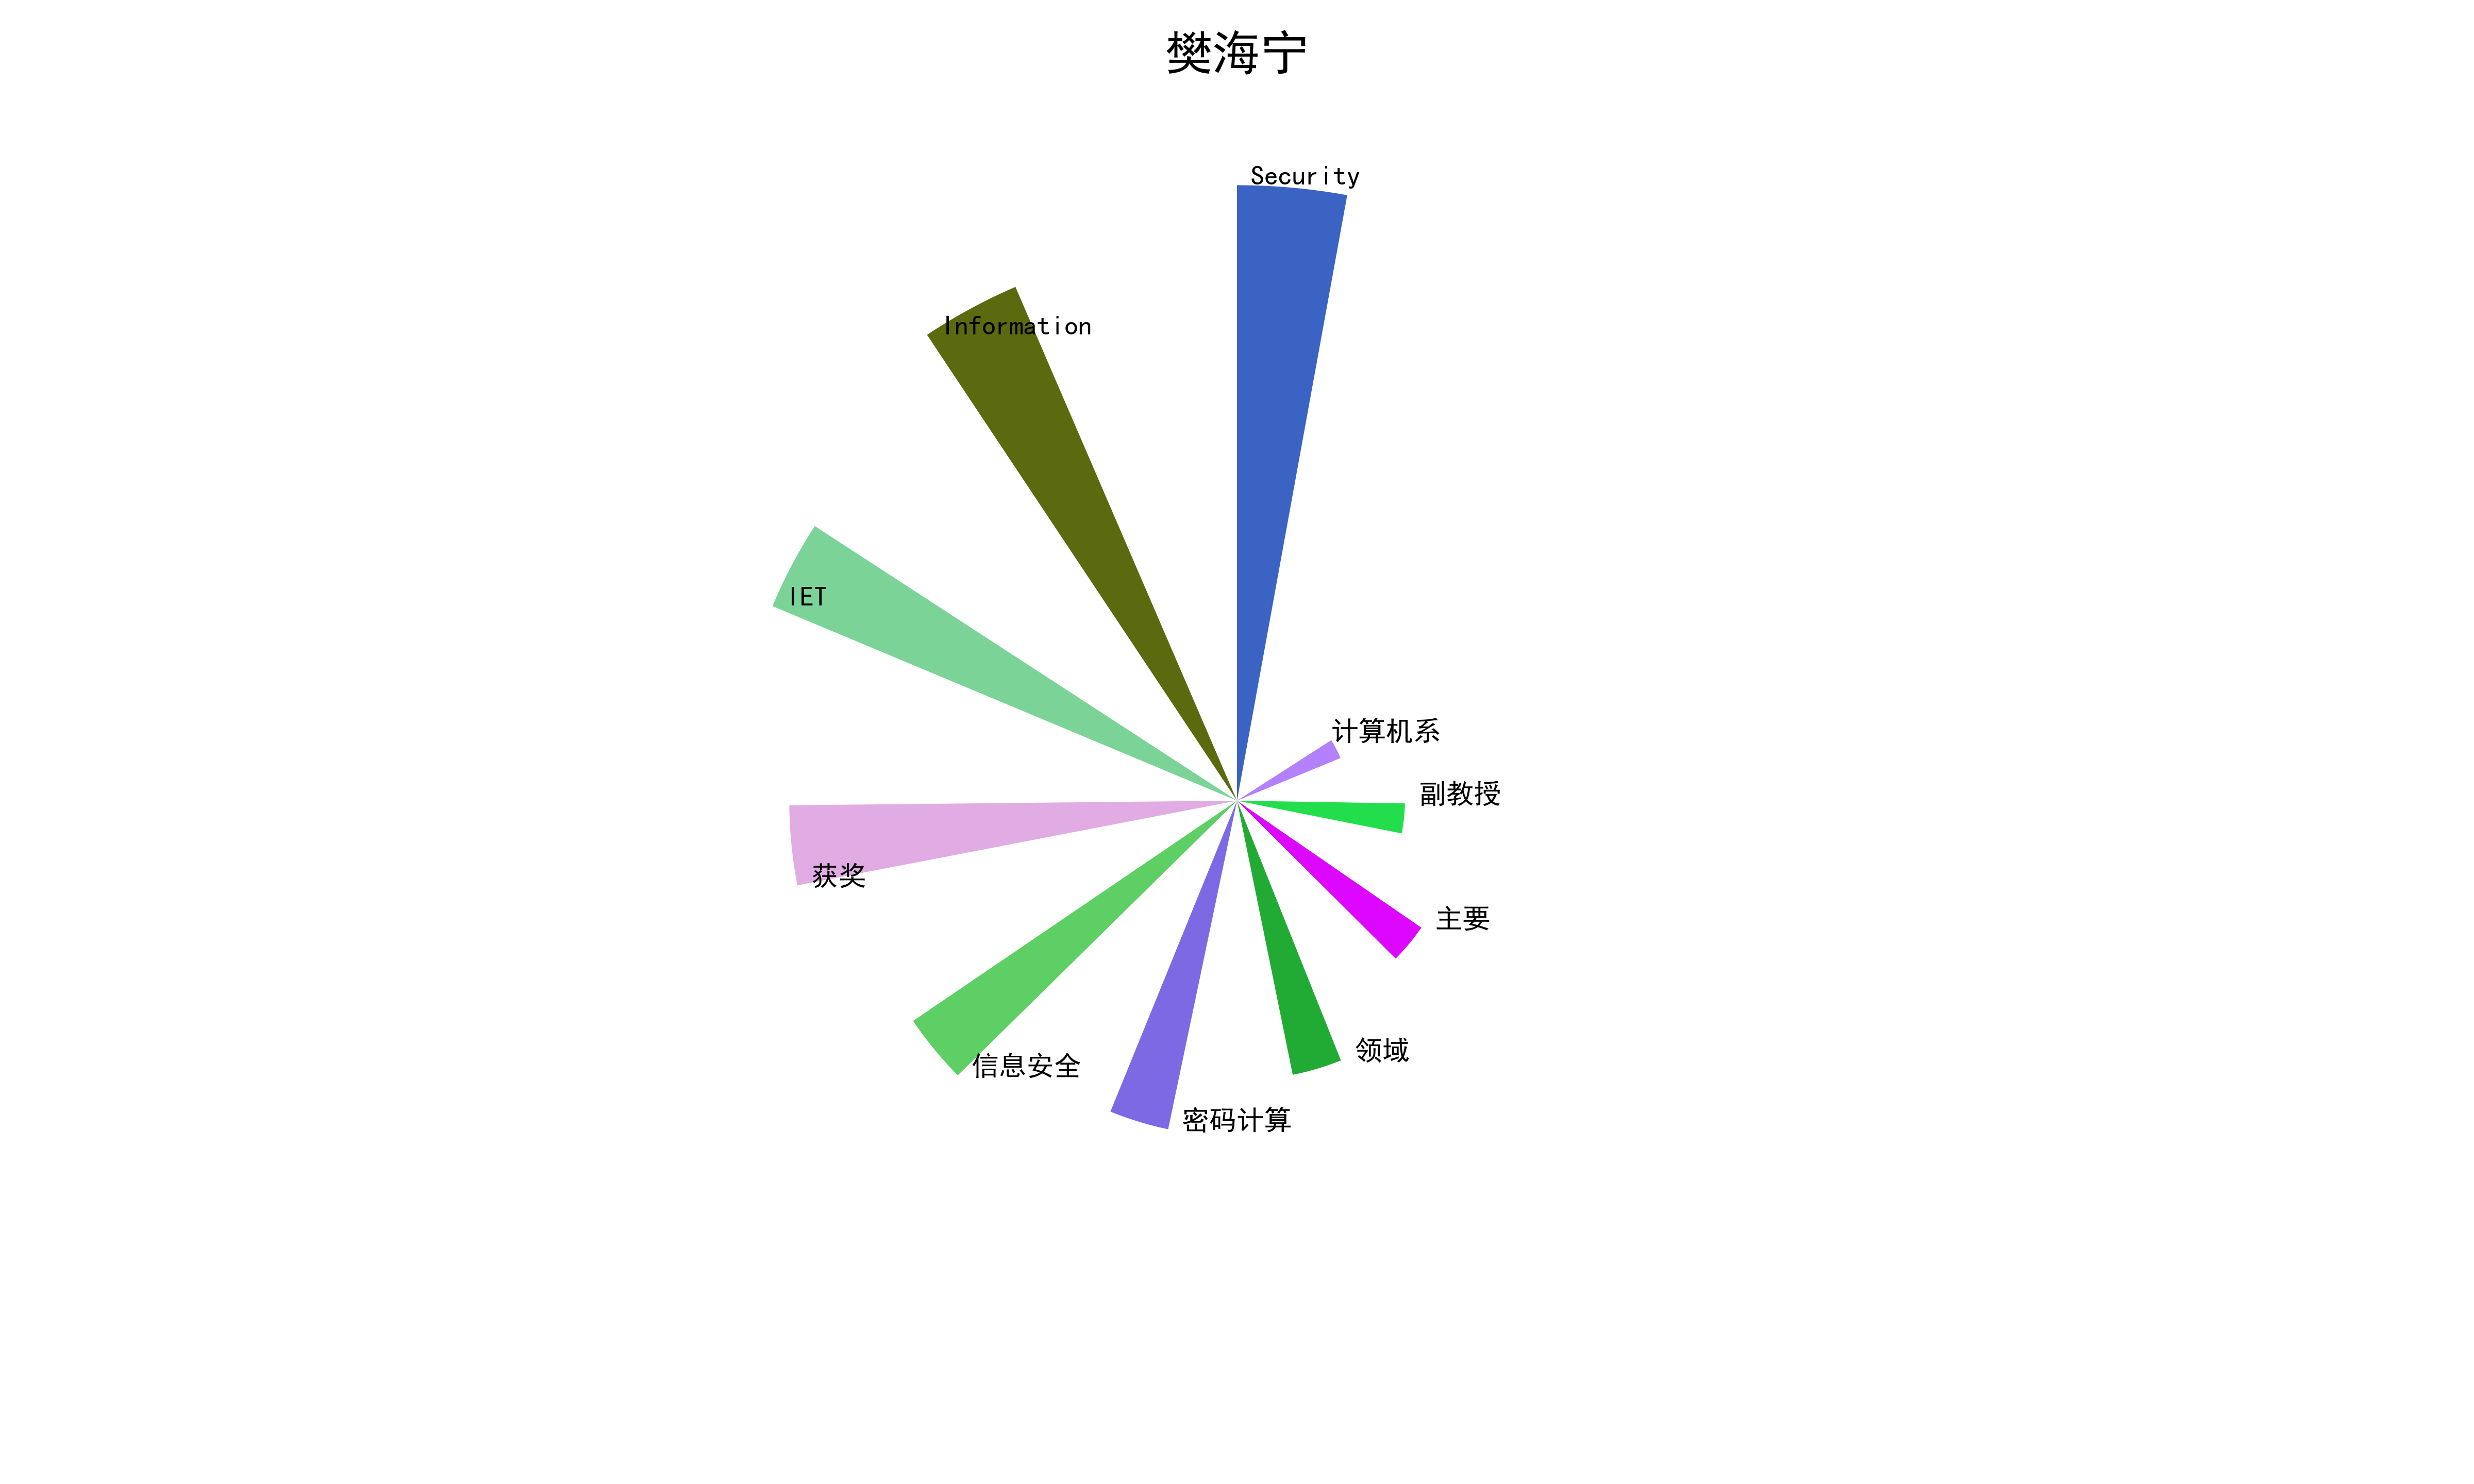 樊海宁
Security
Information
IET
计算机系
副教授
获奖
主要
领域
信息安全
密码计算